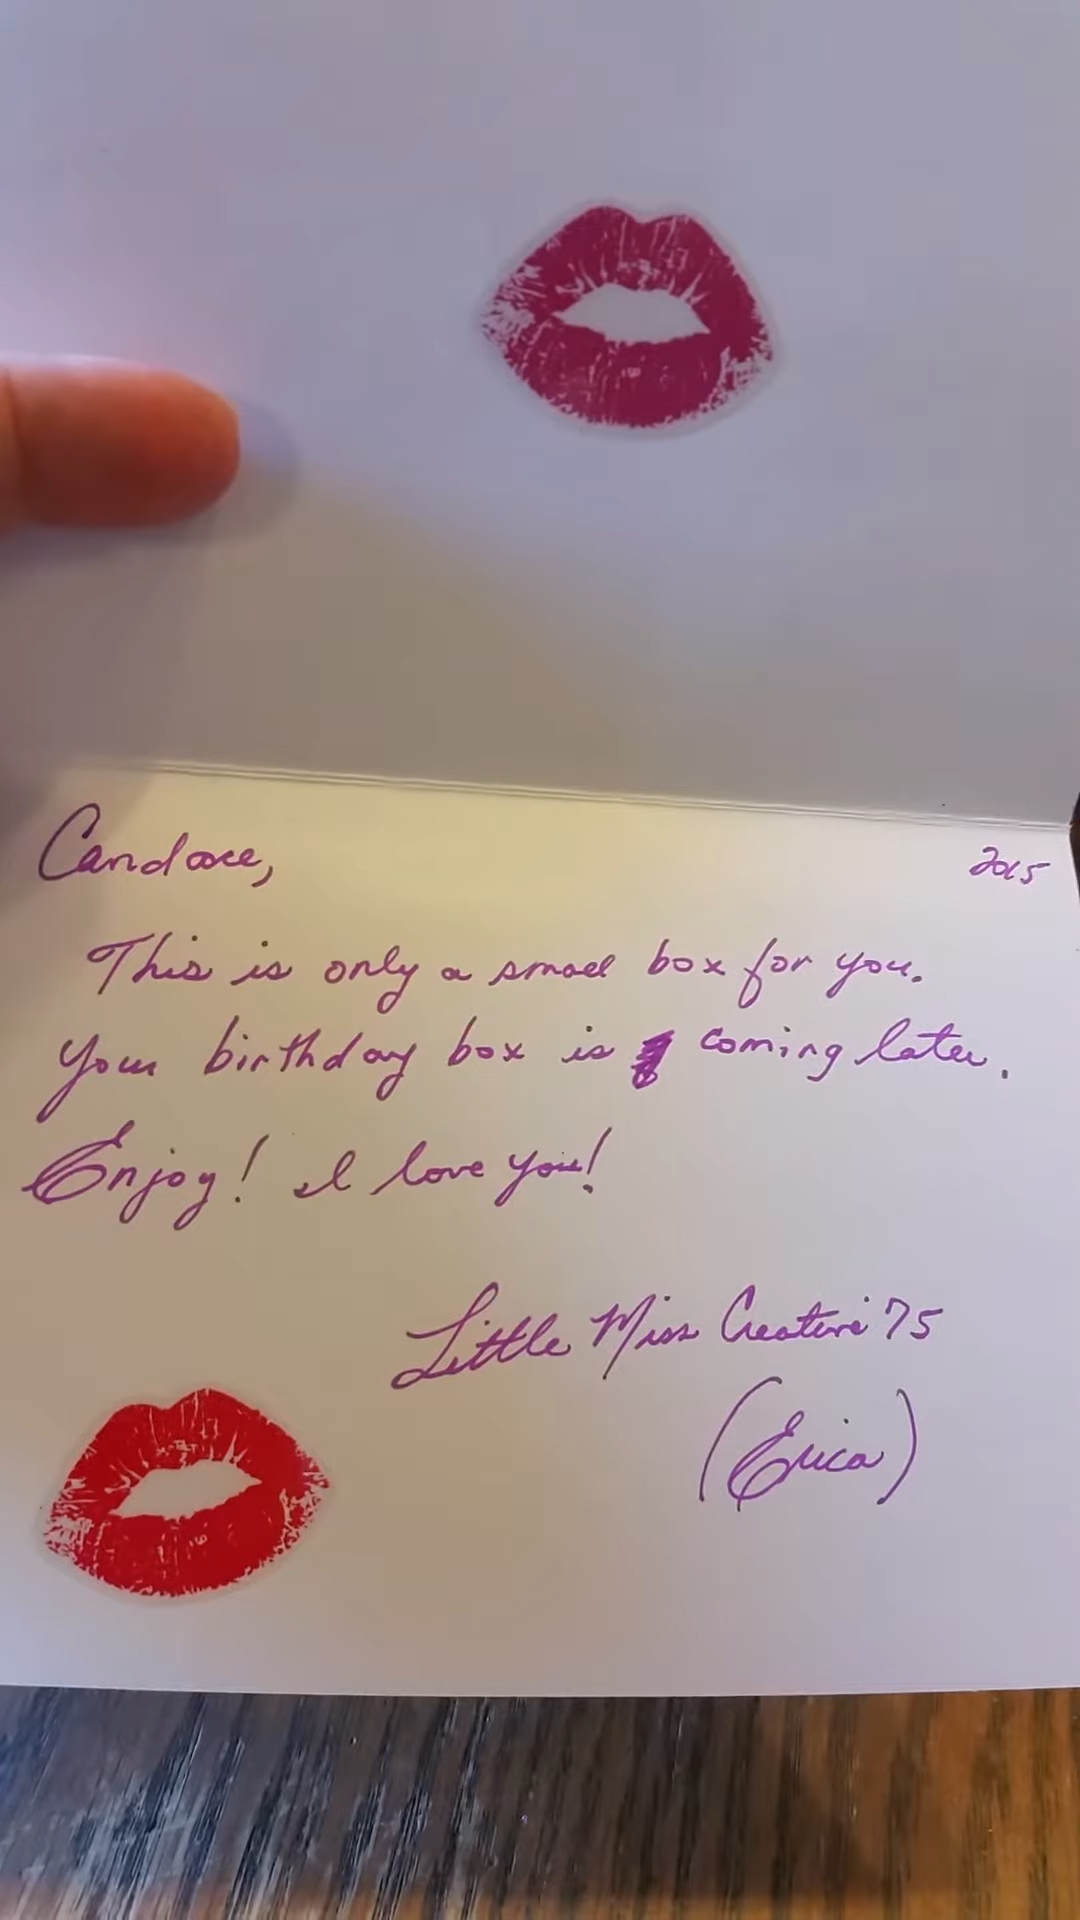 Candace,
2015
This is only a small box for you.
Your birthday box is coming later.
Enjoy! I love you!
Little Miss Creative 75
(Erica)